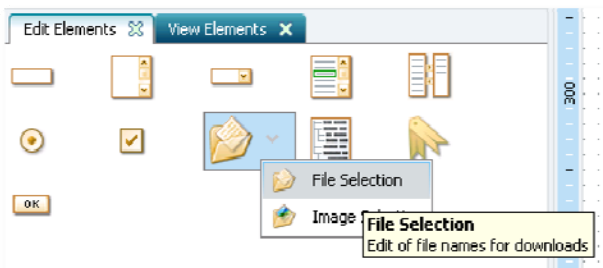 Edit Elements
View Elements
300
File Selection
OK
Image
File Selection
Edit of file names for downloads